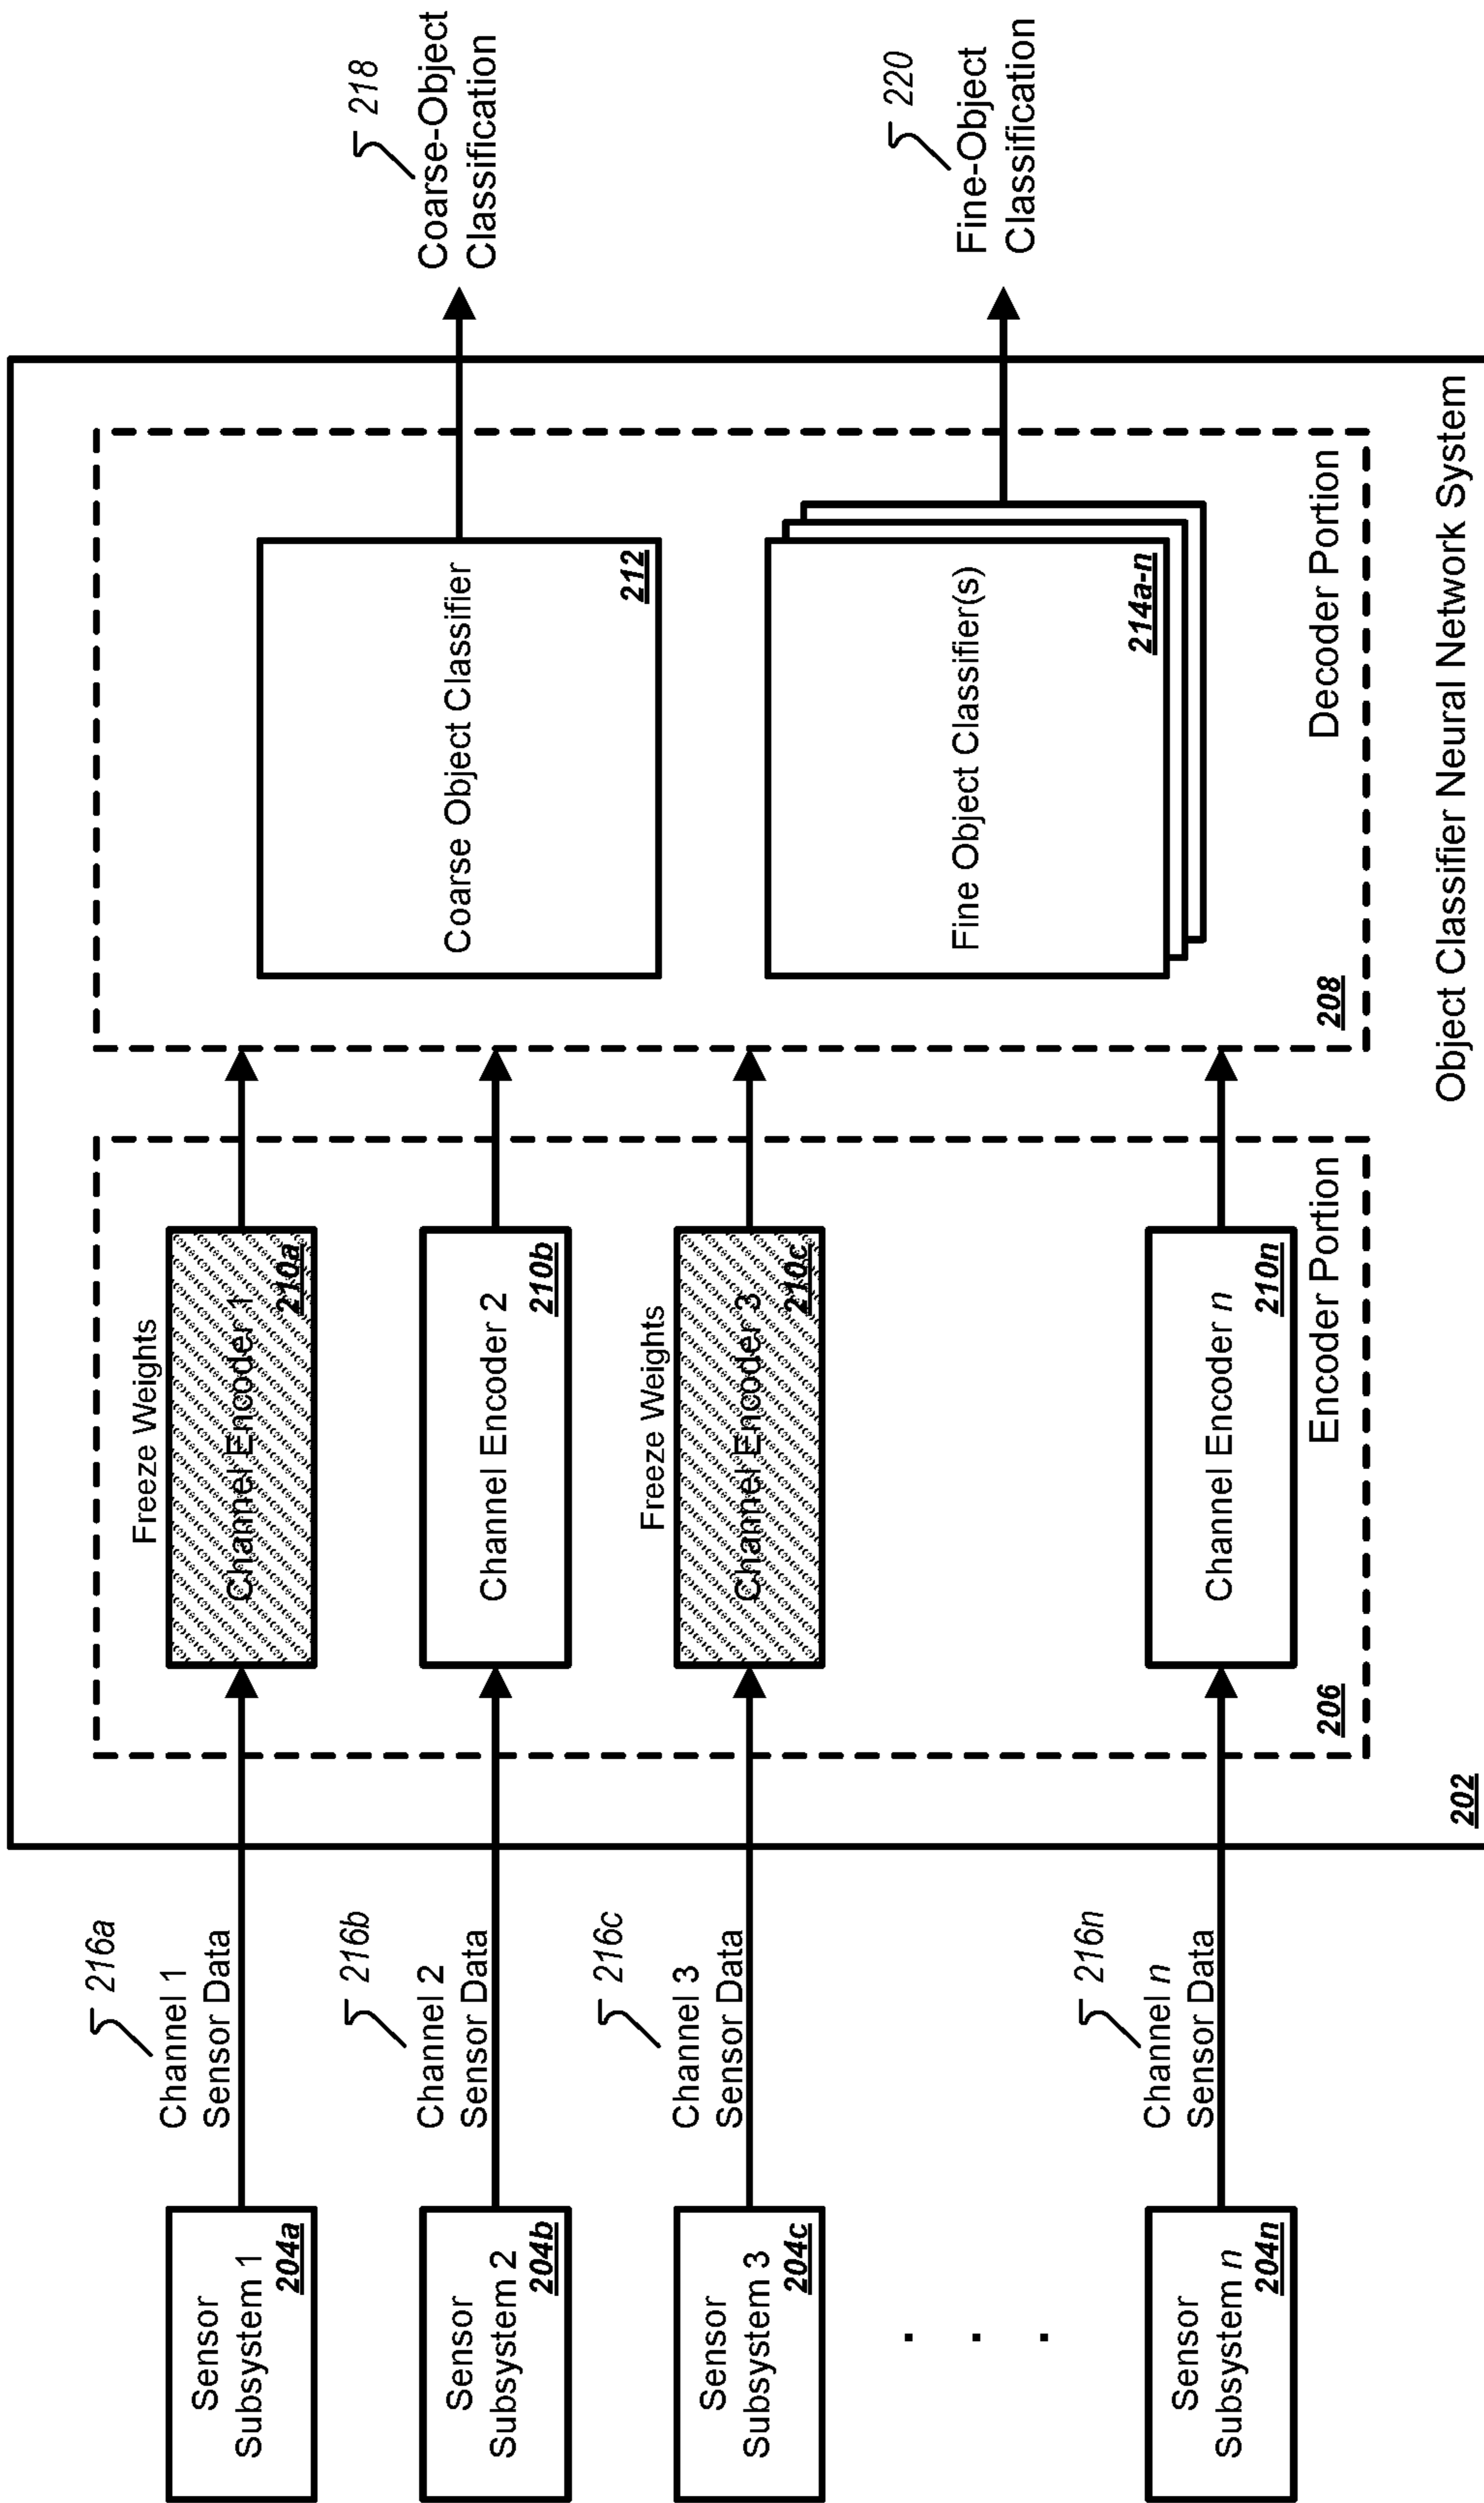 Sensor
Subsystem 1
204a
216a
Channel 1
Sensor Data
Sensor
Subsystem 2
204b
216b
Channel 2
Sensor Data
Sensor
Subsystem 3
204c
216c
Channel 3
Sensor Data
. . .
Sensor
Subsystem n
204n
216n
Channel n
Sensor Data
Freeze Weights
Channel Encoder 1
210a
Channel Encoder 2
210b
Freeze Weights
Channel Encoder 3
210c
Channel Encoder n
210n
206
Encoder Portion
Coarse Object Classifier
212
Fine Object Classifier(s)
214a-n
208
Decoder Portion
202
Object Classifier Neural Network System
218
Coarse-Object
Classification
220
Fine-Object
Classification